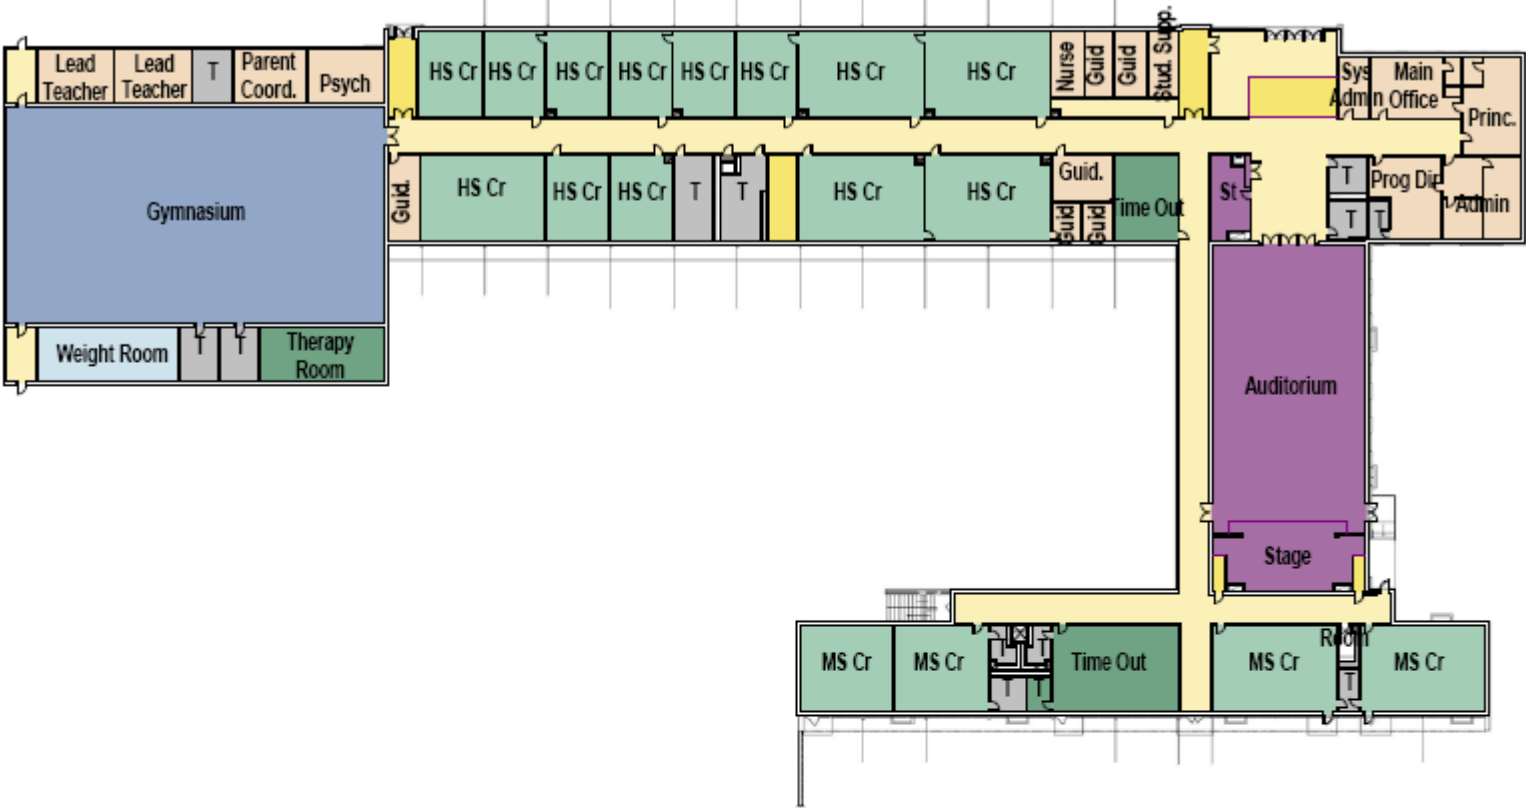 Lead
Teacher
Lead
Teacher
T
Parent
Coord.
Psych
HS Cr
HS Cr
HS Cr
HS Cr
HS Cr
HS Cr
HS Cr
HS Cr
Nurse
Guid
Guid
Stud. Supp.
Sys
Admn
Main
Office
Princ.
Gymnasium
Guid.
HS Cr
HS Cr
HS Cr
T
T
HS Cr
HS Cr
Guid.
Guid
Guid
Time Out
St
T
T
T
Prog Dir
Admin
Weight Room
T
T
Therapy
Room
Auditorium
Stage
MS Cr
MS Cr
T
T
T
T
Time Out
MS Cr
Room
T
MS Cr